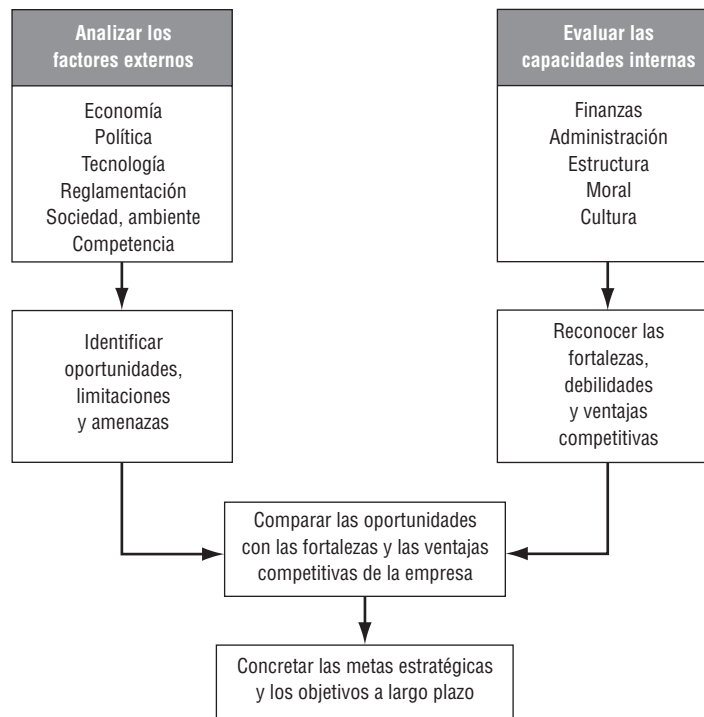 Analizar los
factores externos
Economía
Política
Tecnología
Reglamentación
Sociedad, ambiente
Competencia
Evaluar las
capacidades internas
Finanzas
Administración
Estructura
Moral
Cultura
Identificar
oportunidades,
limitaciones
y amenazas
Reconocer las
fortalezas,
debilidades
y ventajas
competitivas
Comparar las oportunidades
con las fortalezas y las ventajas
competitivas de la empresa
Concretar las metas estratégicas
y los objetivos a largo plazo